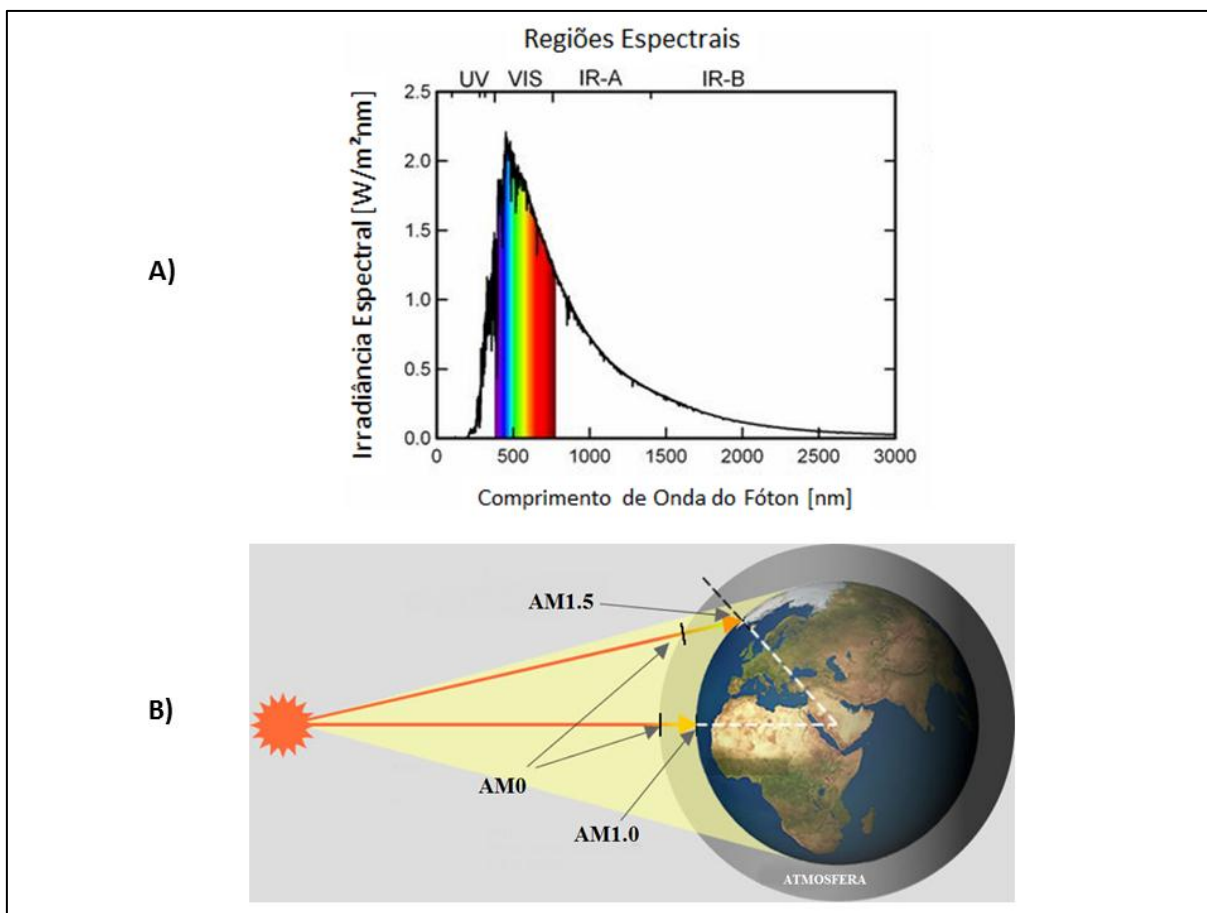 Regiões Espectrais
UV VIS IR-A IR-B
Irradiância Espectral [W/m²nm]
2.5
2.0
1.5
1.0
0.5
0.0
0 500 1000 1500 2000 2500 3000
Comprimento de Onda do Fóton [nm]
A)
AM1.5
B)
AM0
AM1.0
ATMOSFERA